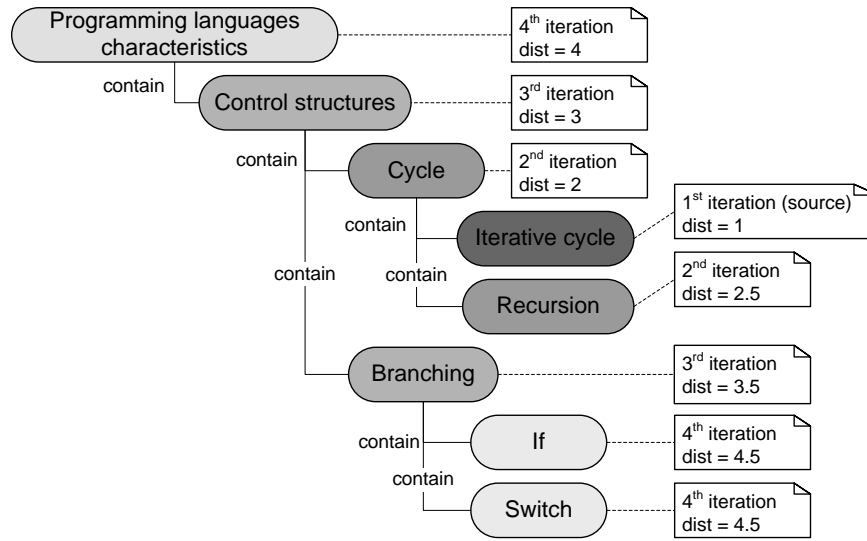 Programming languages
characteristics
4th iteration
dist = 4
contain
Control structures
3rd iteration
dist = 3
contain
Cycle
2nd iteration
dist = 2
contain
Iterative cycle
1st iteration (source)
dist = 1
contain
contain
Recursion
2nd iteration
dist = 2.5
Branching
3rd iteration
dist = 3.5
contain
If
4th iteration
dist = 4.5
contain
Switch
4th iteration
dist = 4.5